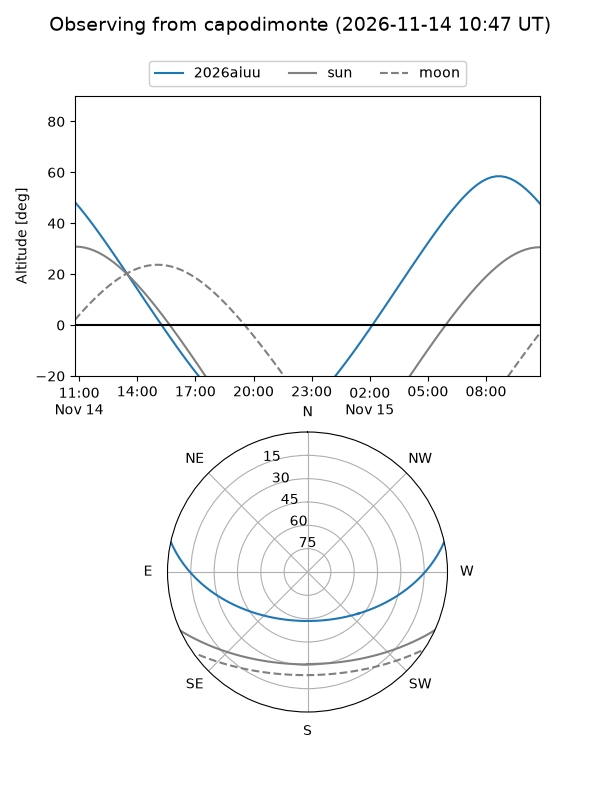 Observing from capodimonte (2026-11-14 10:47 UT)
2026aiuu sun moon
Altitude [deg]
80
60
40
20
0
−20
11:00 14:00 17:00 20:00 23:00 02:00 05:00 08:00
Nov 14 Nov 15
N
NE NW
15
30
45
60
75
E W
SE SW
S